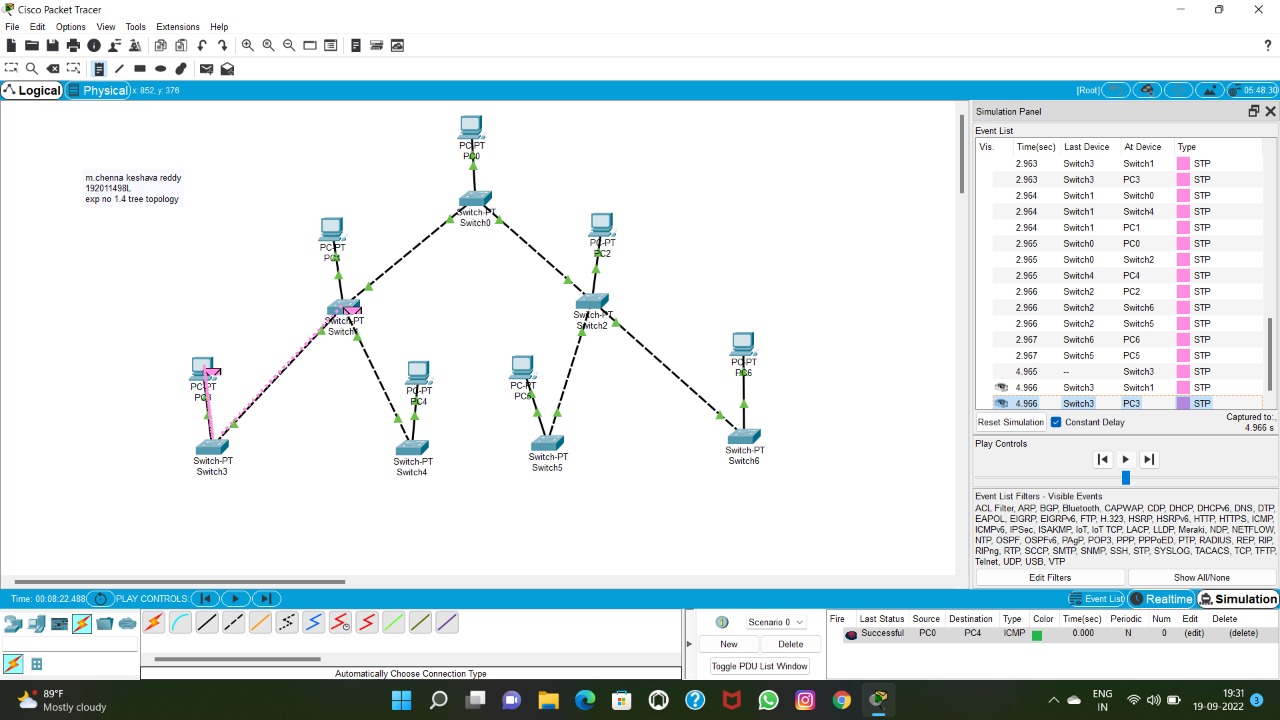 Cisco Packet Tracer
File Edit Options View Tools Extensions Help
?
Logical Physical x: 852, y: 376 [Root] 05:48:30
m.chenna keshava reddy
192011498L
exp no 1.4 tree topology
PC-PT
PC0
Switch-PT
Switch0
PC-PT
PC-PT
PC2
Switch-PT
Switch-PT
Switch2
PC-PT
PC4
PC-PT
PC6
Switch-PT
Switch3
Switch-PT
Switch4
Switch-PT
Switch5
Switch-PT
Switch6
Simulation Panel
Event List
Vis. Time(sec) Last Device At Device Type
2.963 Switch3 Switch1 STP
2.963 Switch3 PC3 STP
2.964 Switch1 Switch0 STP
2.964 Switch1 Switch4 STP
2.964 Switch1 PC1 STP
2.965 Switch0 PC0 STP
2.965 Switch0 Switch2 STP
2.965 Switch4 PC4 STP
2.966 Switch2 PC2 STP
2.966 Switch2 Switch6 STP
2.966 Switch2 Switch5 STP
2.967 Switch6 PC6 STP
2.967 Switch5 PC5 STP
4.965 -- Switch3 STP
4.966 Switch3 Switch1 STP
4.966 Switch3 PC3 STP
Reset Simulation Constant Delay Captured to:
4.966 s
Play Controls
Event List Filters - Visible Events
ACL Filter, ARP, BGP, Bluetooth, CAPWAP, CDP, DHCP, DHCPv6, DNS, DTP,
EAPOL, EIGRP, EIGRPv6, FTP, H.323, HSRP, HSRPv6, HTTP, HTTPS, ICMP,
ICMPv6, IPSec, ISAKMP, IoT, IoT TCP, LACP, LLDP, Meraki, NDP, NETFLOW,
NTP, OSPF, OSPFv6, PAgP, POP3, PPP, PPPoED, PTP, RADIUS, REP, RIP,
RIPng, RTP, SCCP, SMTP, SNMP, SSH, STP, SYSLOG, TACACS, TCP, TFTP,
Telnet, UDP, USB, VTP
Edit Filters Show All/None
Time: 00:08:22.488 PLAY CONTROLS: Event List Realtime Simulation
Automatically Choose Connection Type
Scenario 0
New Delete
Toggle PDU List Window
Fire Last Status Source Destination Type Color Time(sec) Periodic Num Edit Delete
Successful PC0 PC4 ICMP 0.000 N 0 (edit) (delete)
89°F
Mostly cloudy
ENG
IN
19:31
19-09-2022
3